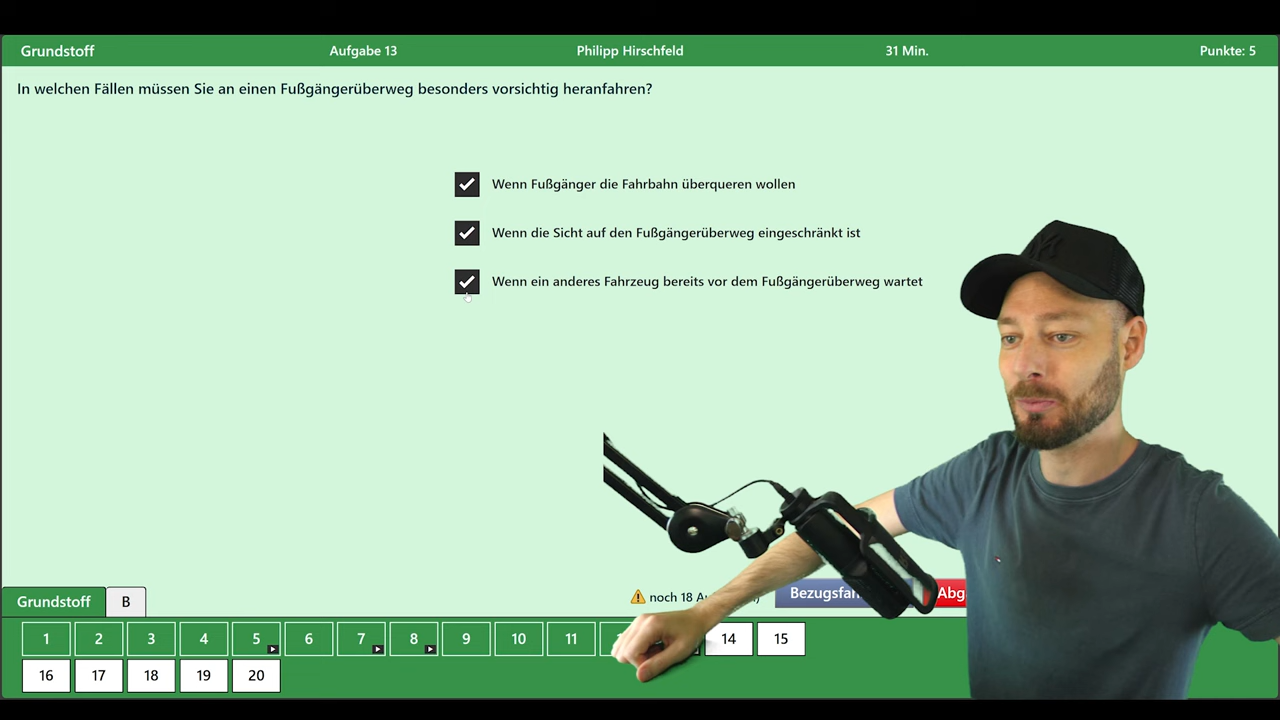 Grundstoff Aufgabe 13 Philipp Hirschfeld 31 Min. Punkte: 5
In welchen Fällen müssen Sie an einen Fußgängerüberweg besonders vorsichtig heranfahren?
Wenn Fußgänger die Fahrbahn überqueren wollen
Wenn die Sicht auf den Fußgängerüberweg eingeschränkt ist
Wenn ein anderes Fahrzeug bereits vor dem Fußgängerüberweg wartet
Grundstoff B noch 18
1 2 3 4 5 6 7 8 9 10 11 14 15
16 17 18 19 20